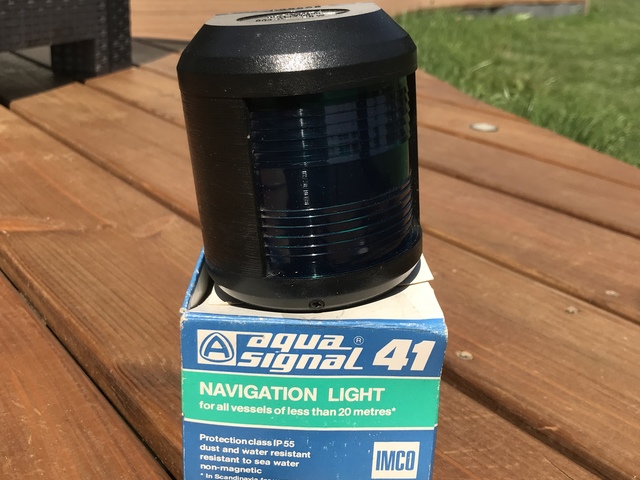 aqua ®
signal 41
NAVIGATION LIGHT
for all vessels of less than 20 metres*
Protection class IP 55
dust and water resistant
resistant to sea water
non-magnetic
* in Scandinavia
IMCO